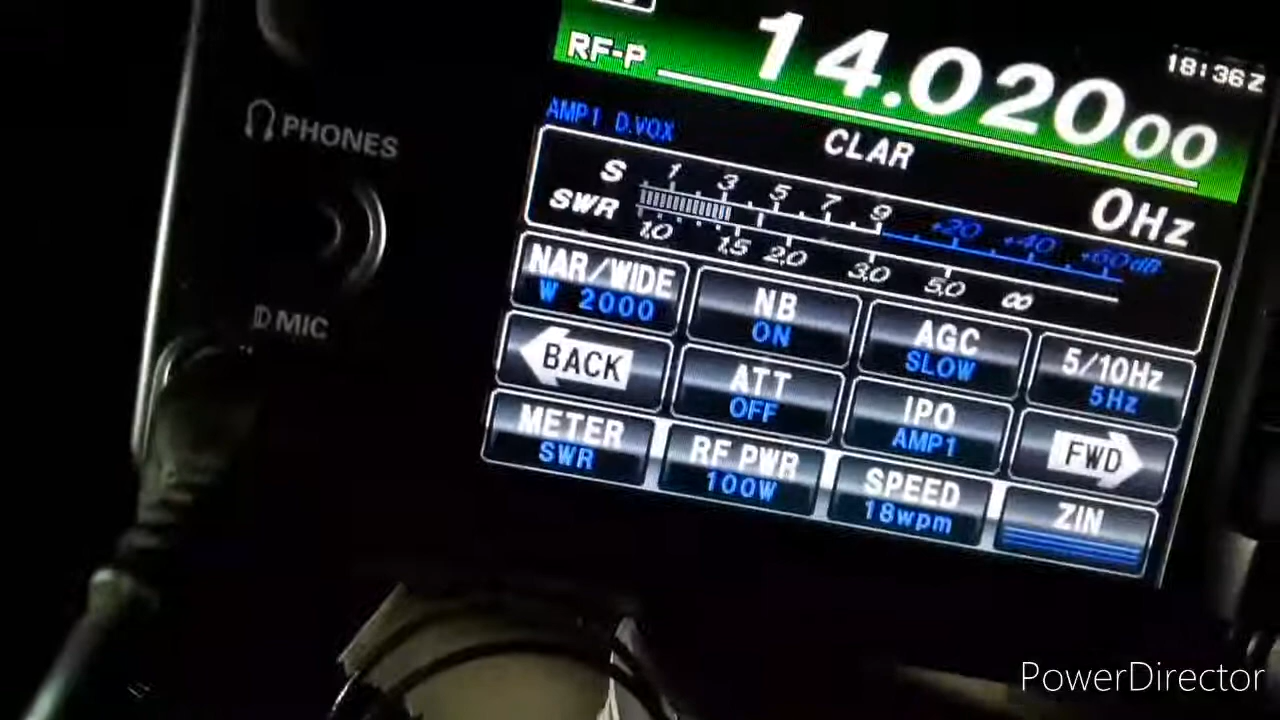 14.020 00
18:36Z
RF-P
AMP1 D.VOX
CLAR
0Hz
PHONES
S 1 3 5 7 9 +20 +40 +60dB
SWR 1.0 1.5 2.0 3.0 5.0 ∞
MIC
NAR/WIDE NB AGC 5/10Hz
W 2000 ON SLOW 5Hz
BACK ATT IPO FWD
OFF AMP1
METER RF PWR SPEED ZIN
SWR 100W 18wpm
PowerDirector